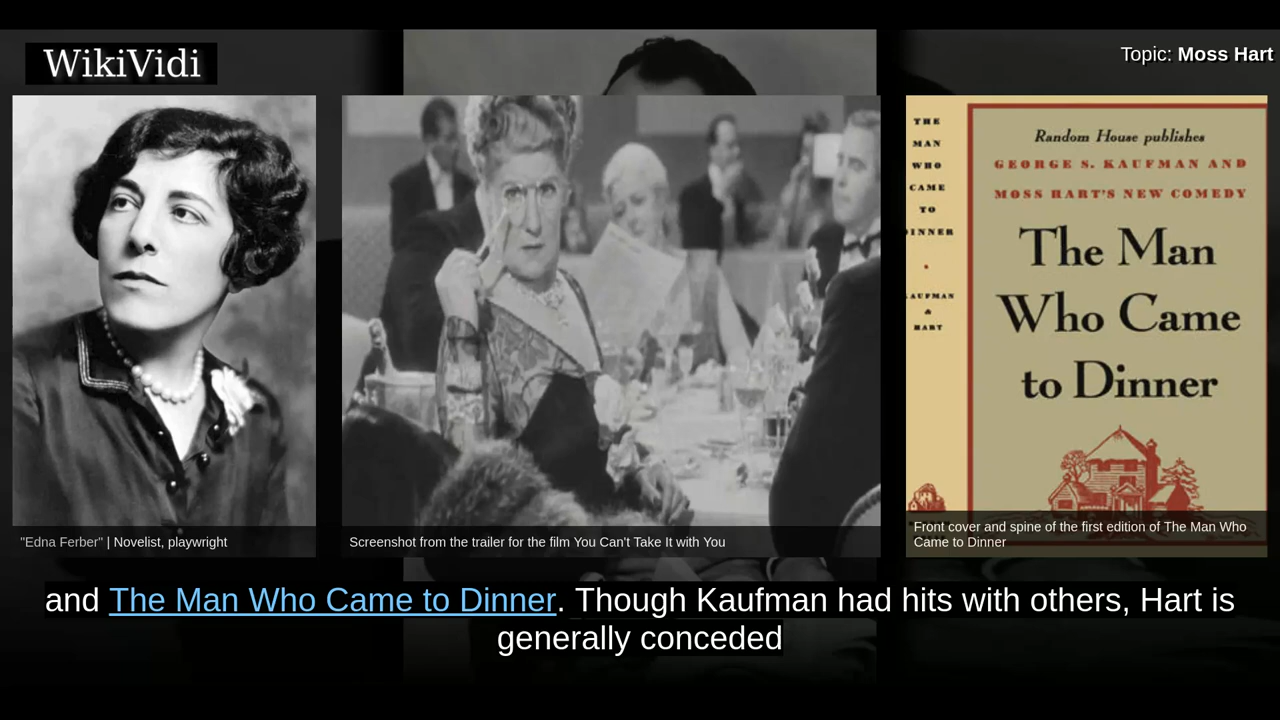 WikiVidi
Topic: Moss Hart
"Edna Ferber" | Novelist, playwright
Screenshot from the trailer for the film You Can't Take It with You
THE
MAN
WHO
CAME
TO
DINNER
KAUFMAN
&
HART
Random House publishes
GEORGE S. KAUFMAN AND
MOSS HART'S NEW COMEDY
The Man
Who Came
to Dinner
Front cover and spine of the first edition of The Man Who
Came to Dinner
and The Man Who Came to Dinner. Though Kaufman had hits with others, Hart is
generally conceded